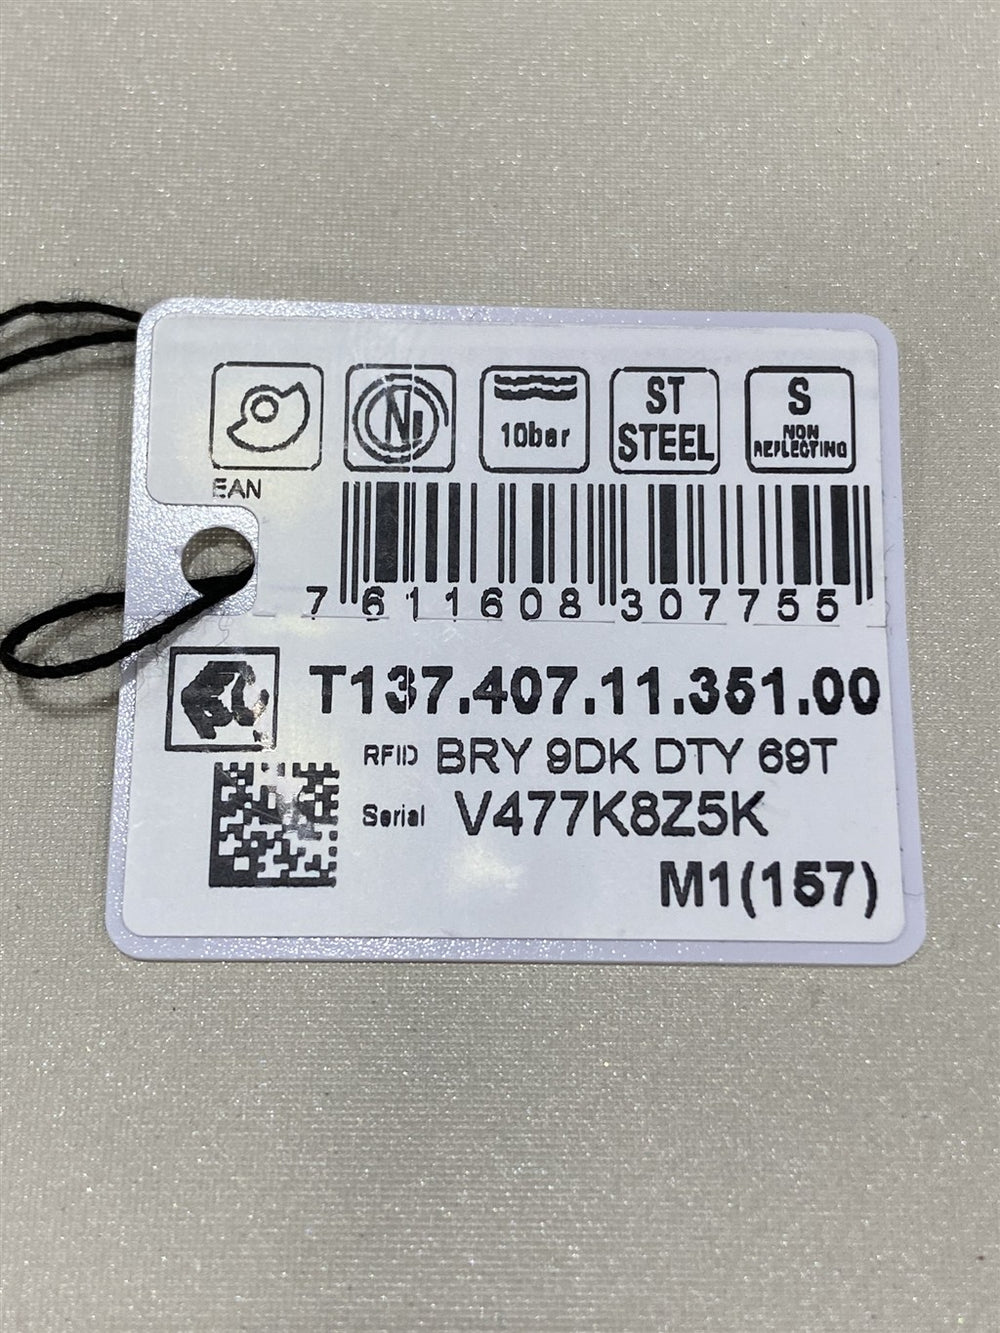 Ni
10bar
ST
STEEL
S
NON
REFLECTING
EAN
7 611608 307755
T137.407.11.351.00
RFID BRY 9DK DTY 69T
Serial V477K8Z5K
M1(157)